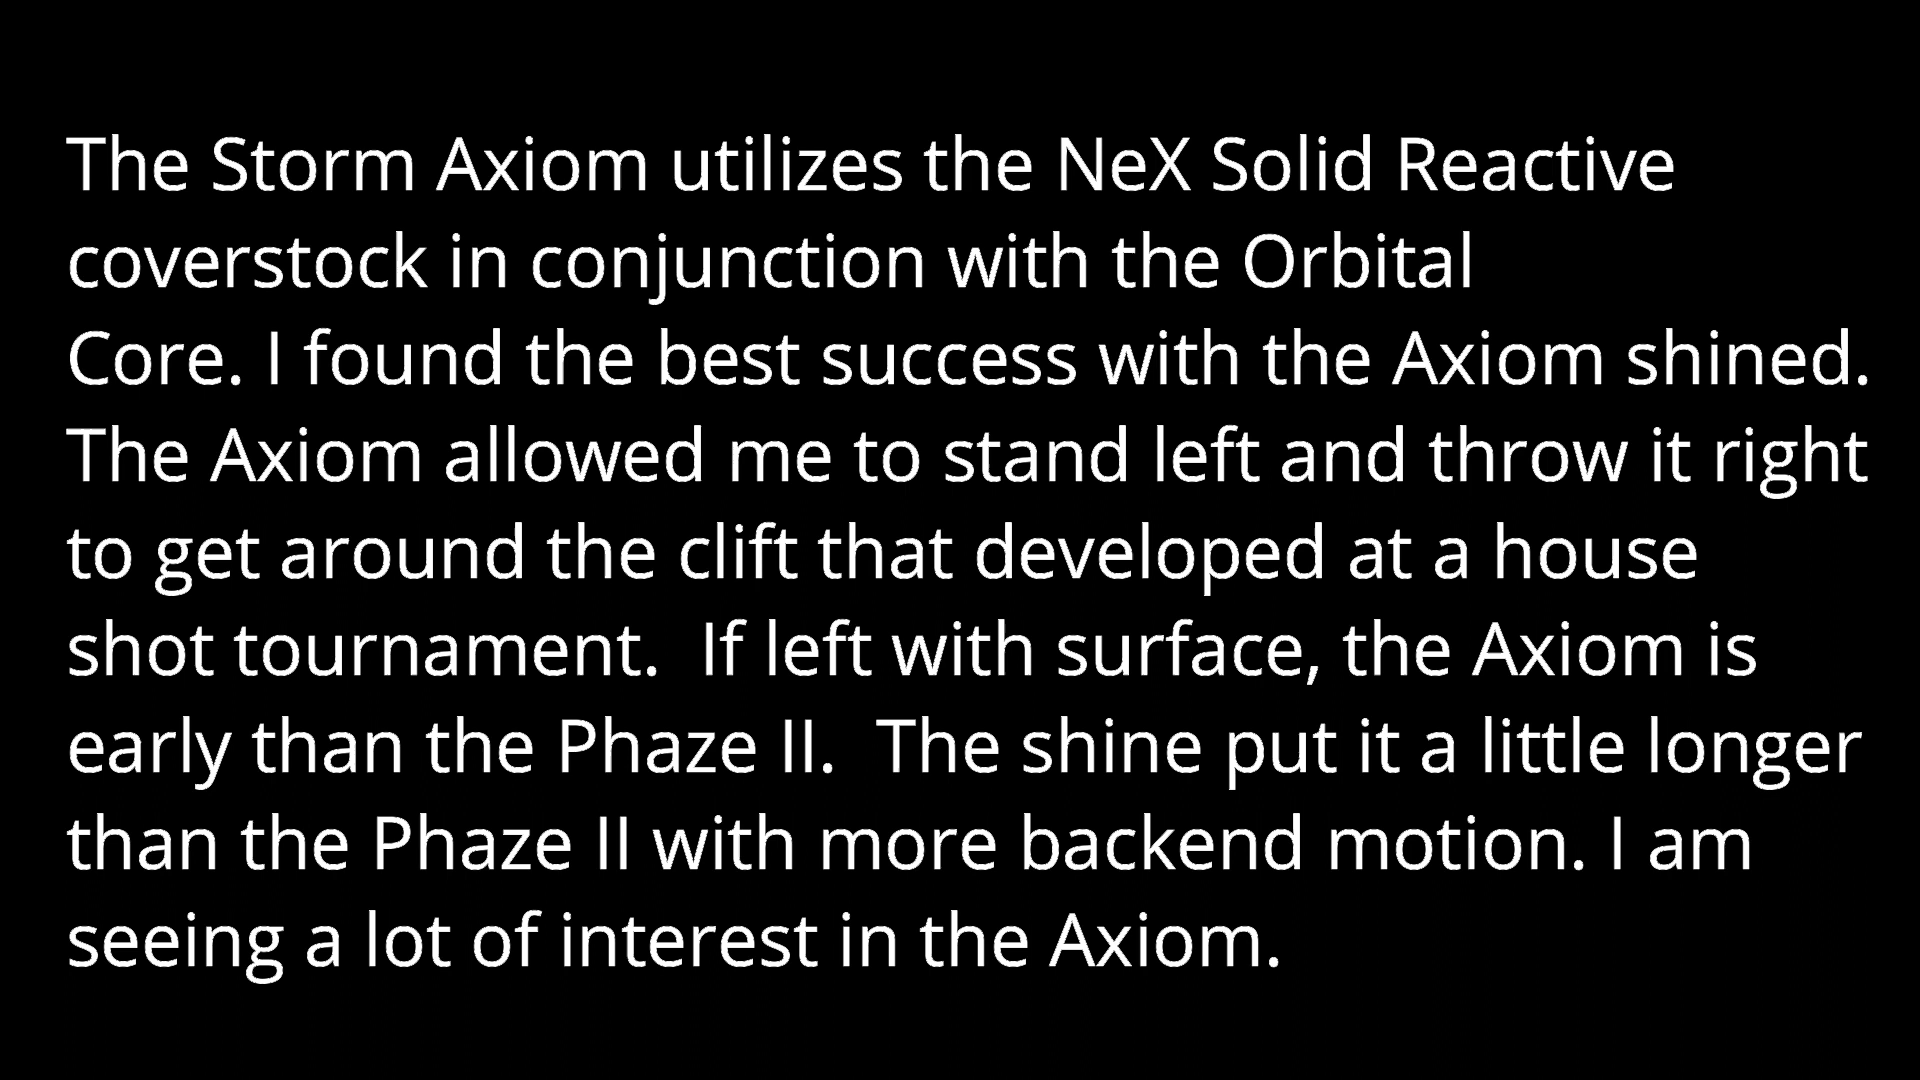 The Storm Axiom utilizes the NeX Solid Reactive
coverstock in conjunction with the Orbital
Core. I found the best success with the Axiom shined.
The Axiom allowed me to stand left and throw it right
to get around the clift that developed at a house
shot tournament.  If left with surface, the Axiom is
early than the Phaze II.  The shine put it a little longer
than the Phaze II with more backend motion. I am
seeing a lot of interest in the Axiom.